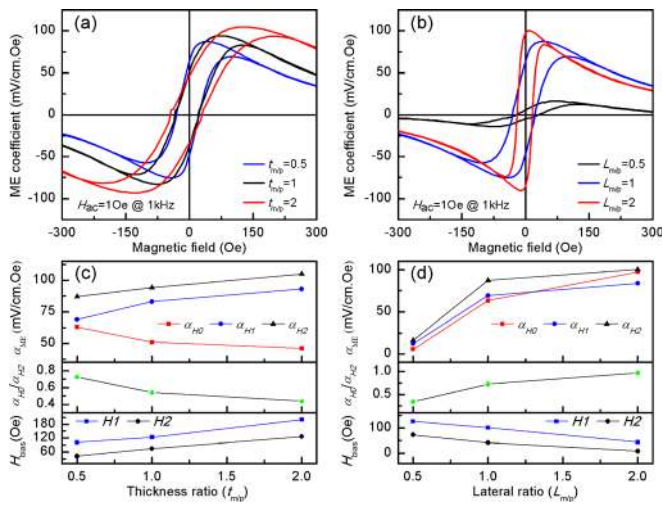 (a)
ME coefficient (mV/cm.Oe)
100
50
0
-50
-100
t_m/p=0.5
t_m/p=1
t_m/p=2
H_ac=1Oe @ 1kHz
-300 -150 0 150 300
Magnetic field (Oe)
(b)
ME coefficient (mV/cm.Oe)
100
50
0
-50
-100
L_m/p=0.5
L_m/p=1
L_m/p=2
H_ac=1Oe @ 1kHz
-300 -150 0 150 300
Magnetic field (Oe)
(c)
α_ME (mV/cm.Oe)
100
75
50
α_H0 α_H1 α_H2
α_H0/α_H2
0.8
0.6
0.4
H_bias(Oe)
180
120
60
H1 H2
0.5 1.0 1.5 2.0
Thickness ratio (t_m/p)
(d)
α_ME (mV/cm.Oe)
100
75
50
25
0
α_H0 α_H1 α_H2
α_H0/α_H2
1.0
0.5
H_bias(Oe)
100
0
H1 H2
0.5 1.0 1.5 2.0
Lateral ratio (L_m/p)